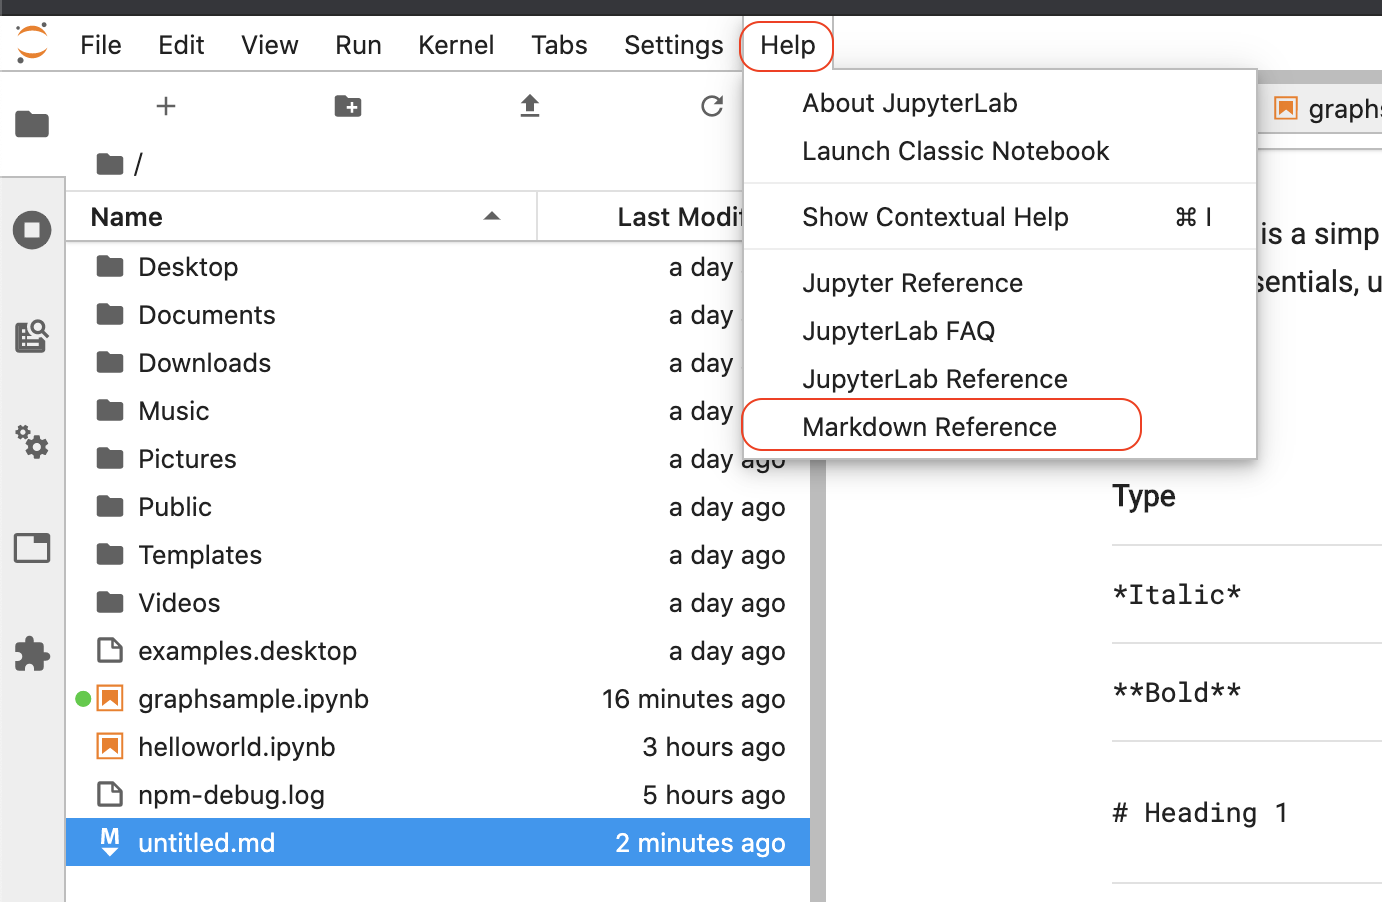 File Edit View Run Kernel Tabs Settings Help
About JupyterLab
Launch Classic Notebook
Show Contextual Help ⌘ I
Jupyter Reference
JupyterLab FAQ
JupyterLab Reference
Markdown Reference
/
Name Last Modif
Desktop a day
Documents a day
Downloads a day
Music a day
Pictures a day ago
Public a day ago
Templates a day ago
Videos a day ago
examples.desktop a day ago
graphsample.ipynb 16 minutes ago
helloworld.ipynb 3 hours ago
npm-debug.log 5 hours ago
untitled.md 2 minutes ago
graphs
is a simp
sentials, u
Type
*Italic*
**Bold**
# Heading 1